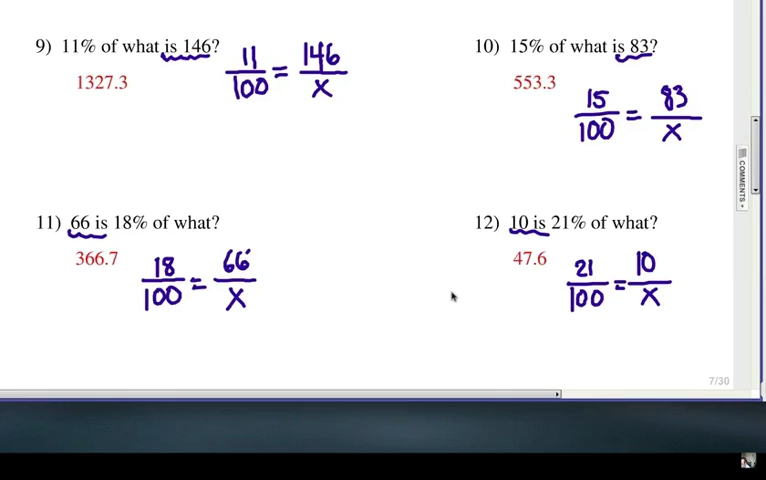 9) 11% of what is 146?
1327.3
11/100 = 146/x
10) 15% of what is 83?
553.3
15/100 = 83/x
11) 66 is 18% of what?
366.7
18/100 = 66/x
12) 10 is 21% of what?
47.6
21/100 = 10/x
COMMENTS
7/30